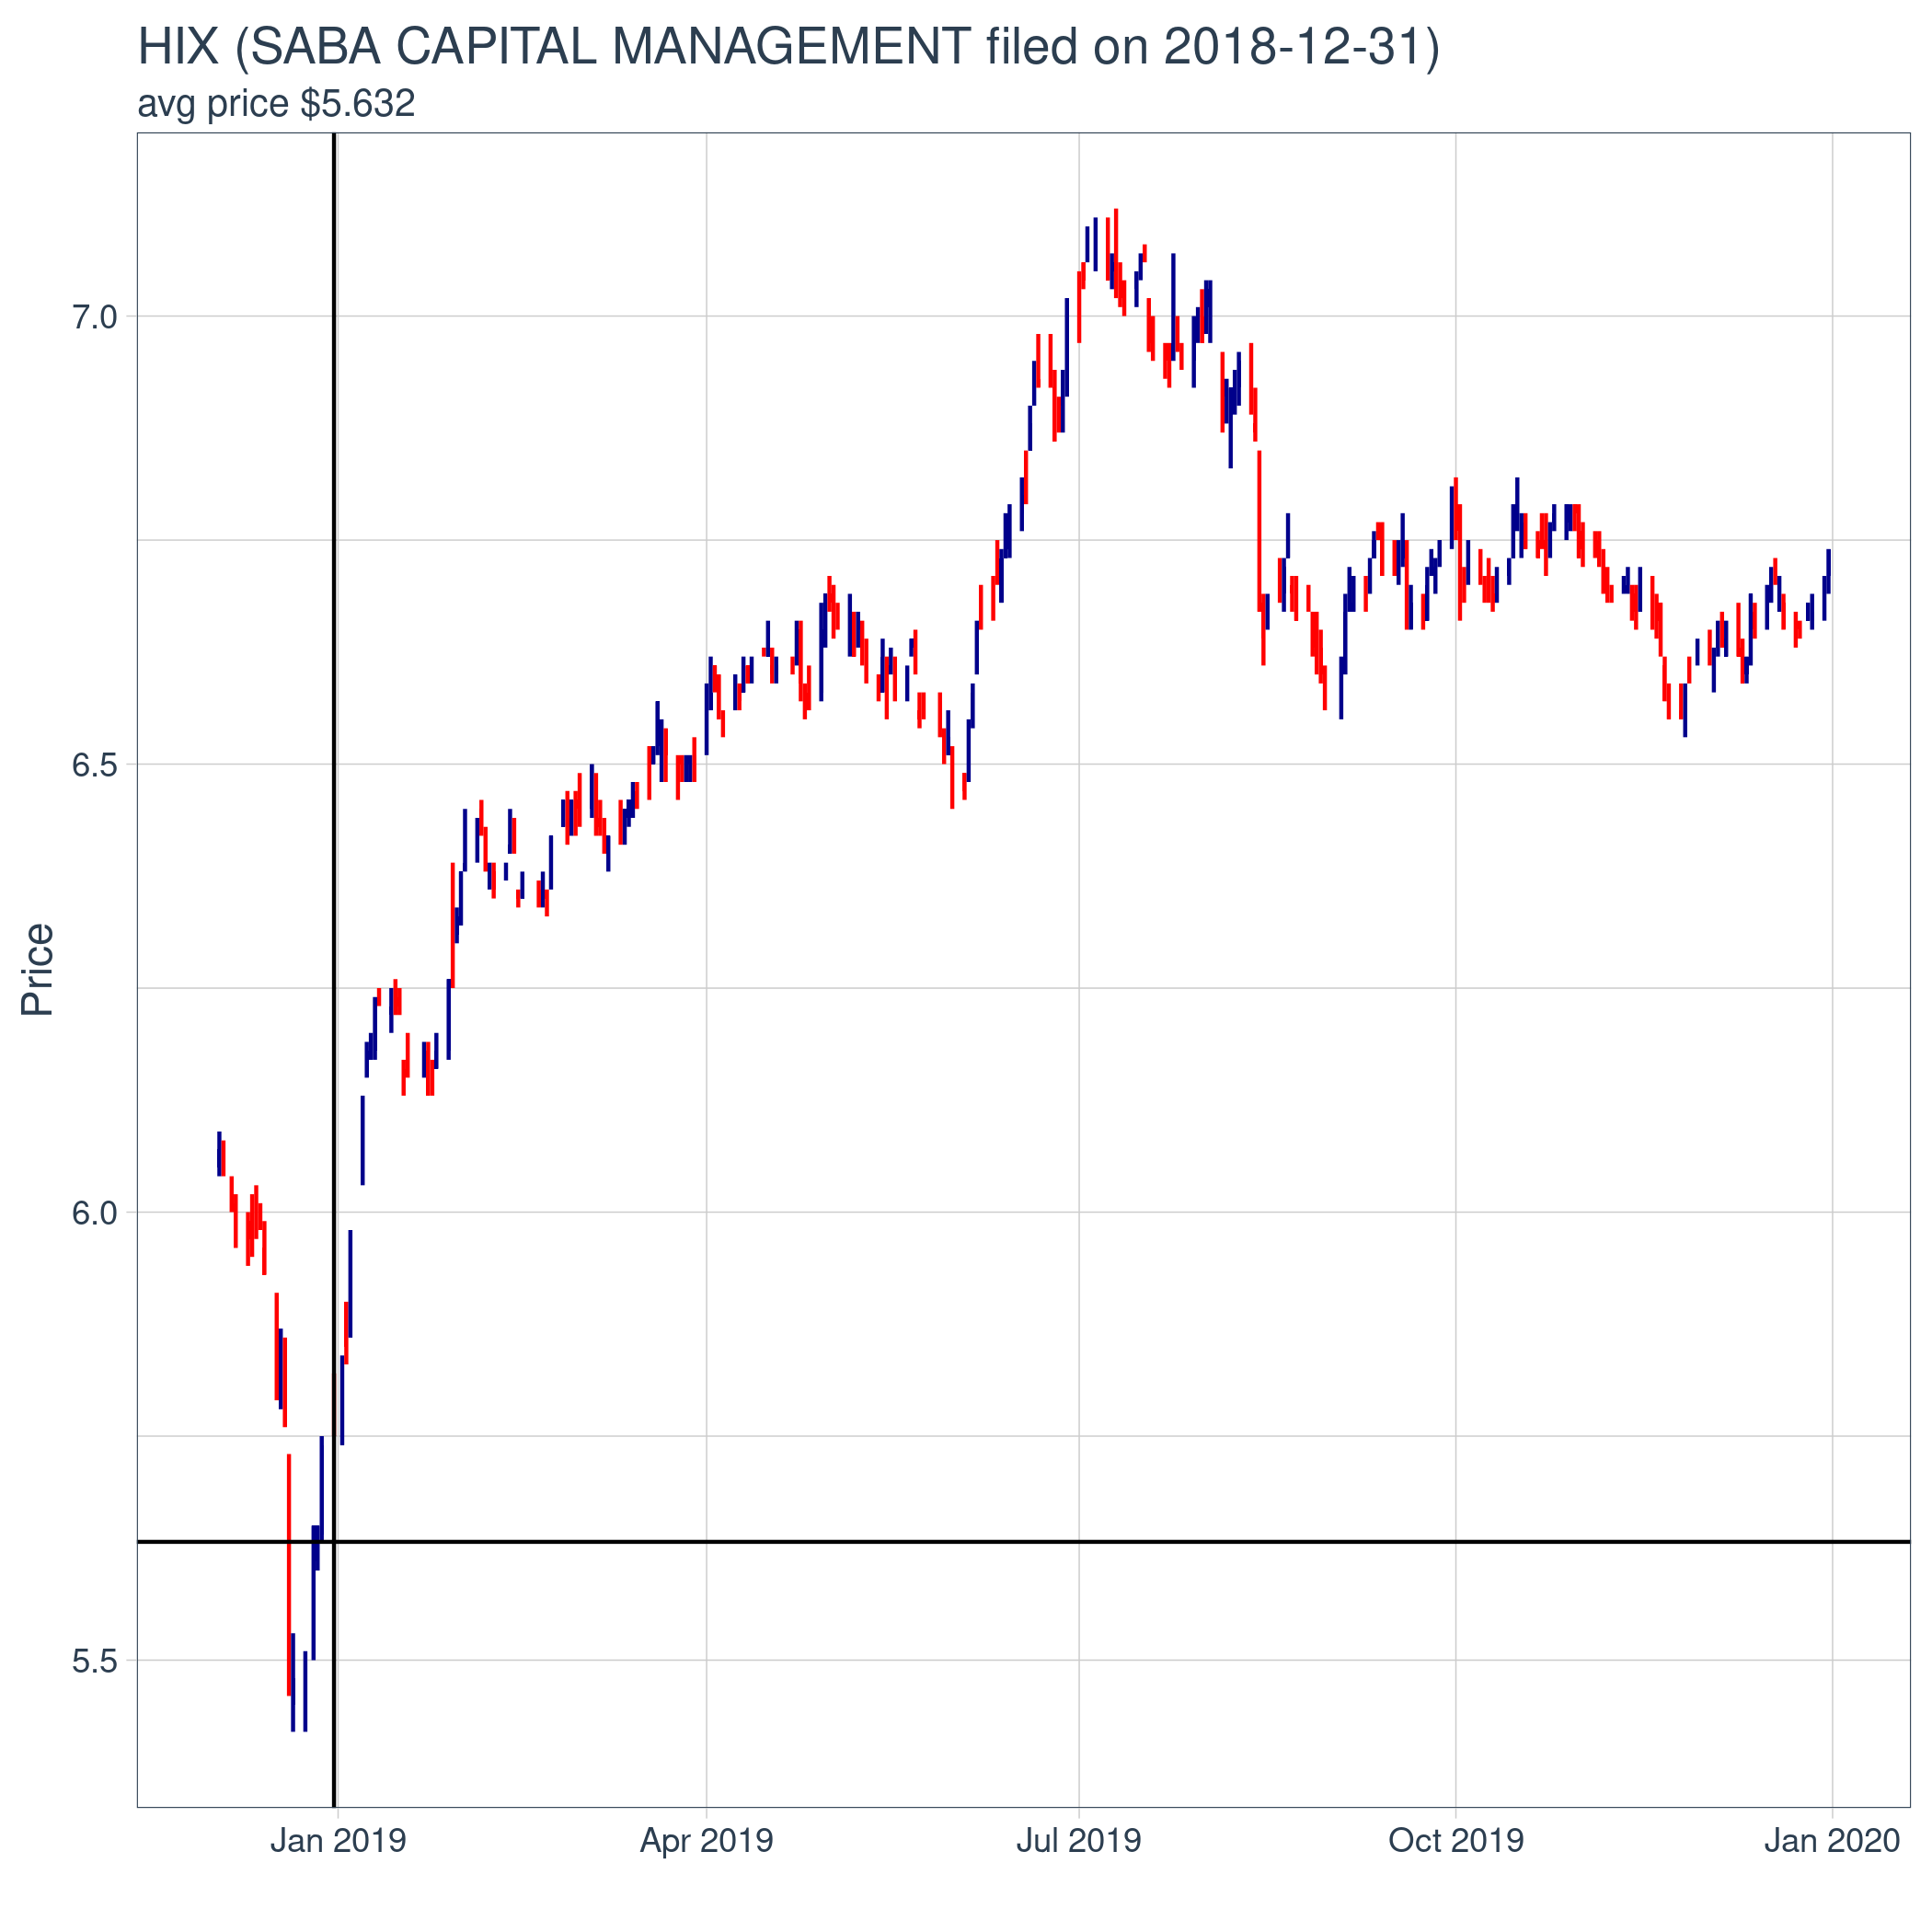 HIX (SABA CAPITAL MANAGEMENT filed on 2018-12-31)
avg price $5.632
7.0
6.5
Price
6.0
5.5
Jan 2019 Apr 2019 Jul 2019 Oct 2019 Jan 2020